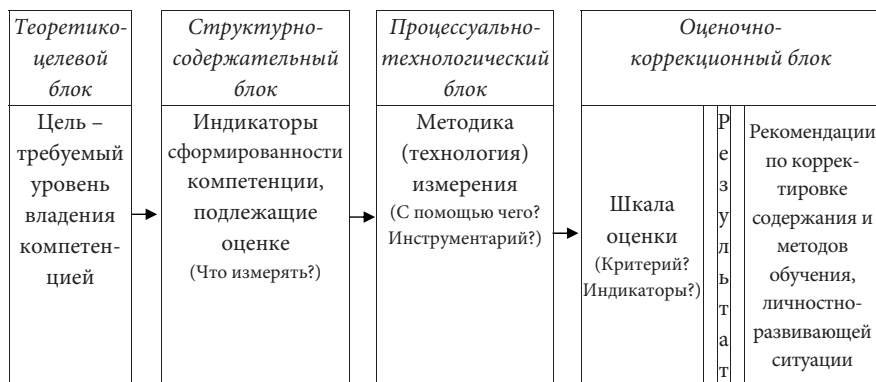 Теоретико-
целевой
блок
Цель –
требуемый
уровень
владения
компетен-
цией
Структурно-
содержательный
блок
Индикаторы
сформированности
компетенции,
подлежащие
оценке
(Что измерять?)
Процессуально-
технологический
блок
Методика
(технология)
измерения
(С помощью чего?
Инструментарий?)
Оценочно-
коррекционный блок
Шкала
оценки
(Критерий?
Индикаторы?)
Результат
Рекомендации
по коррек-
тировке
содержания и
методов
обучения,
личностно-
развивающей
ситуации